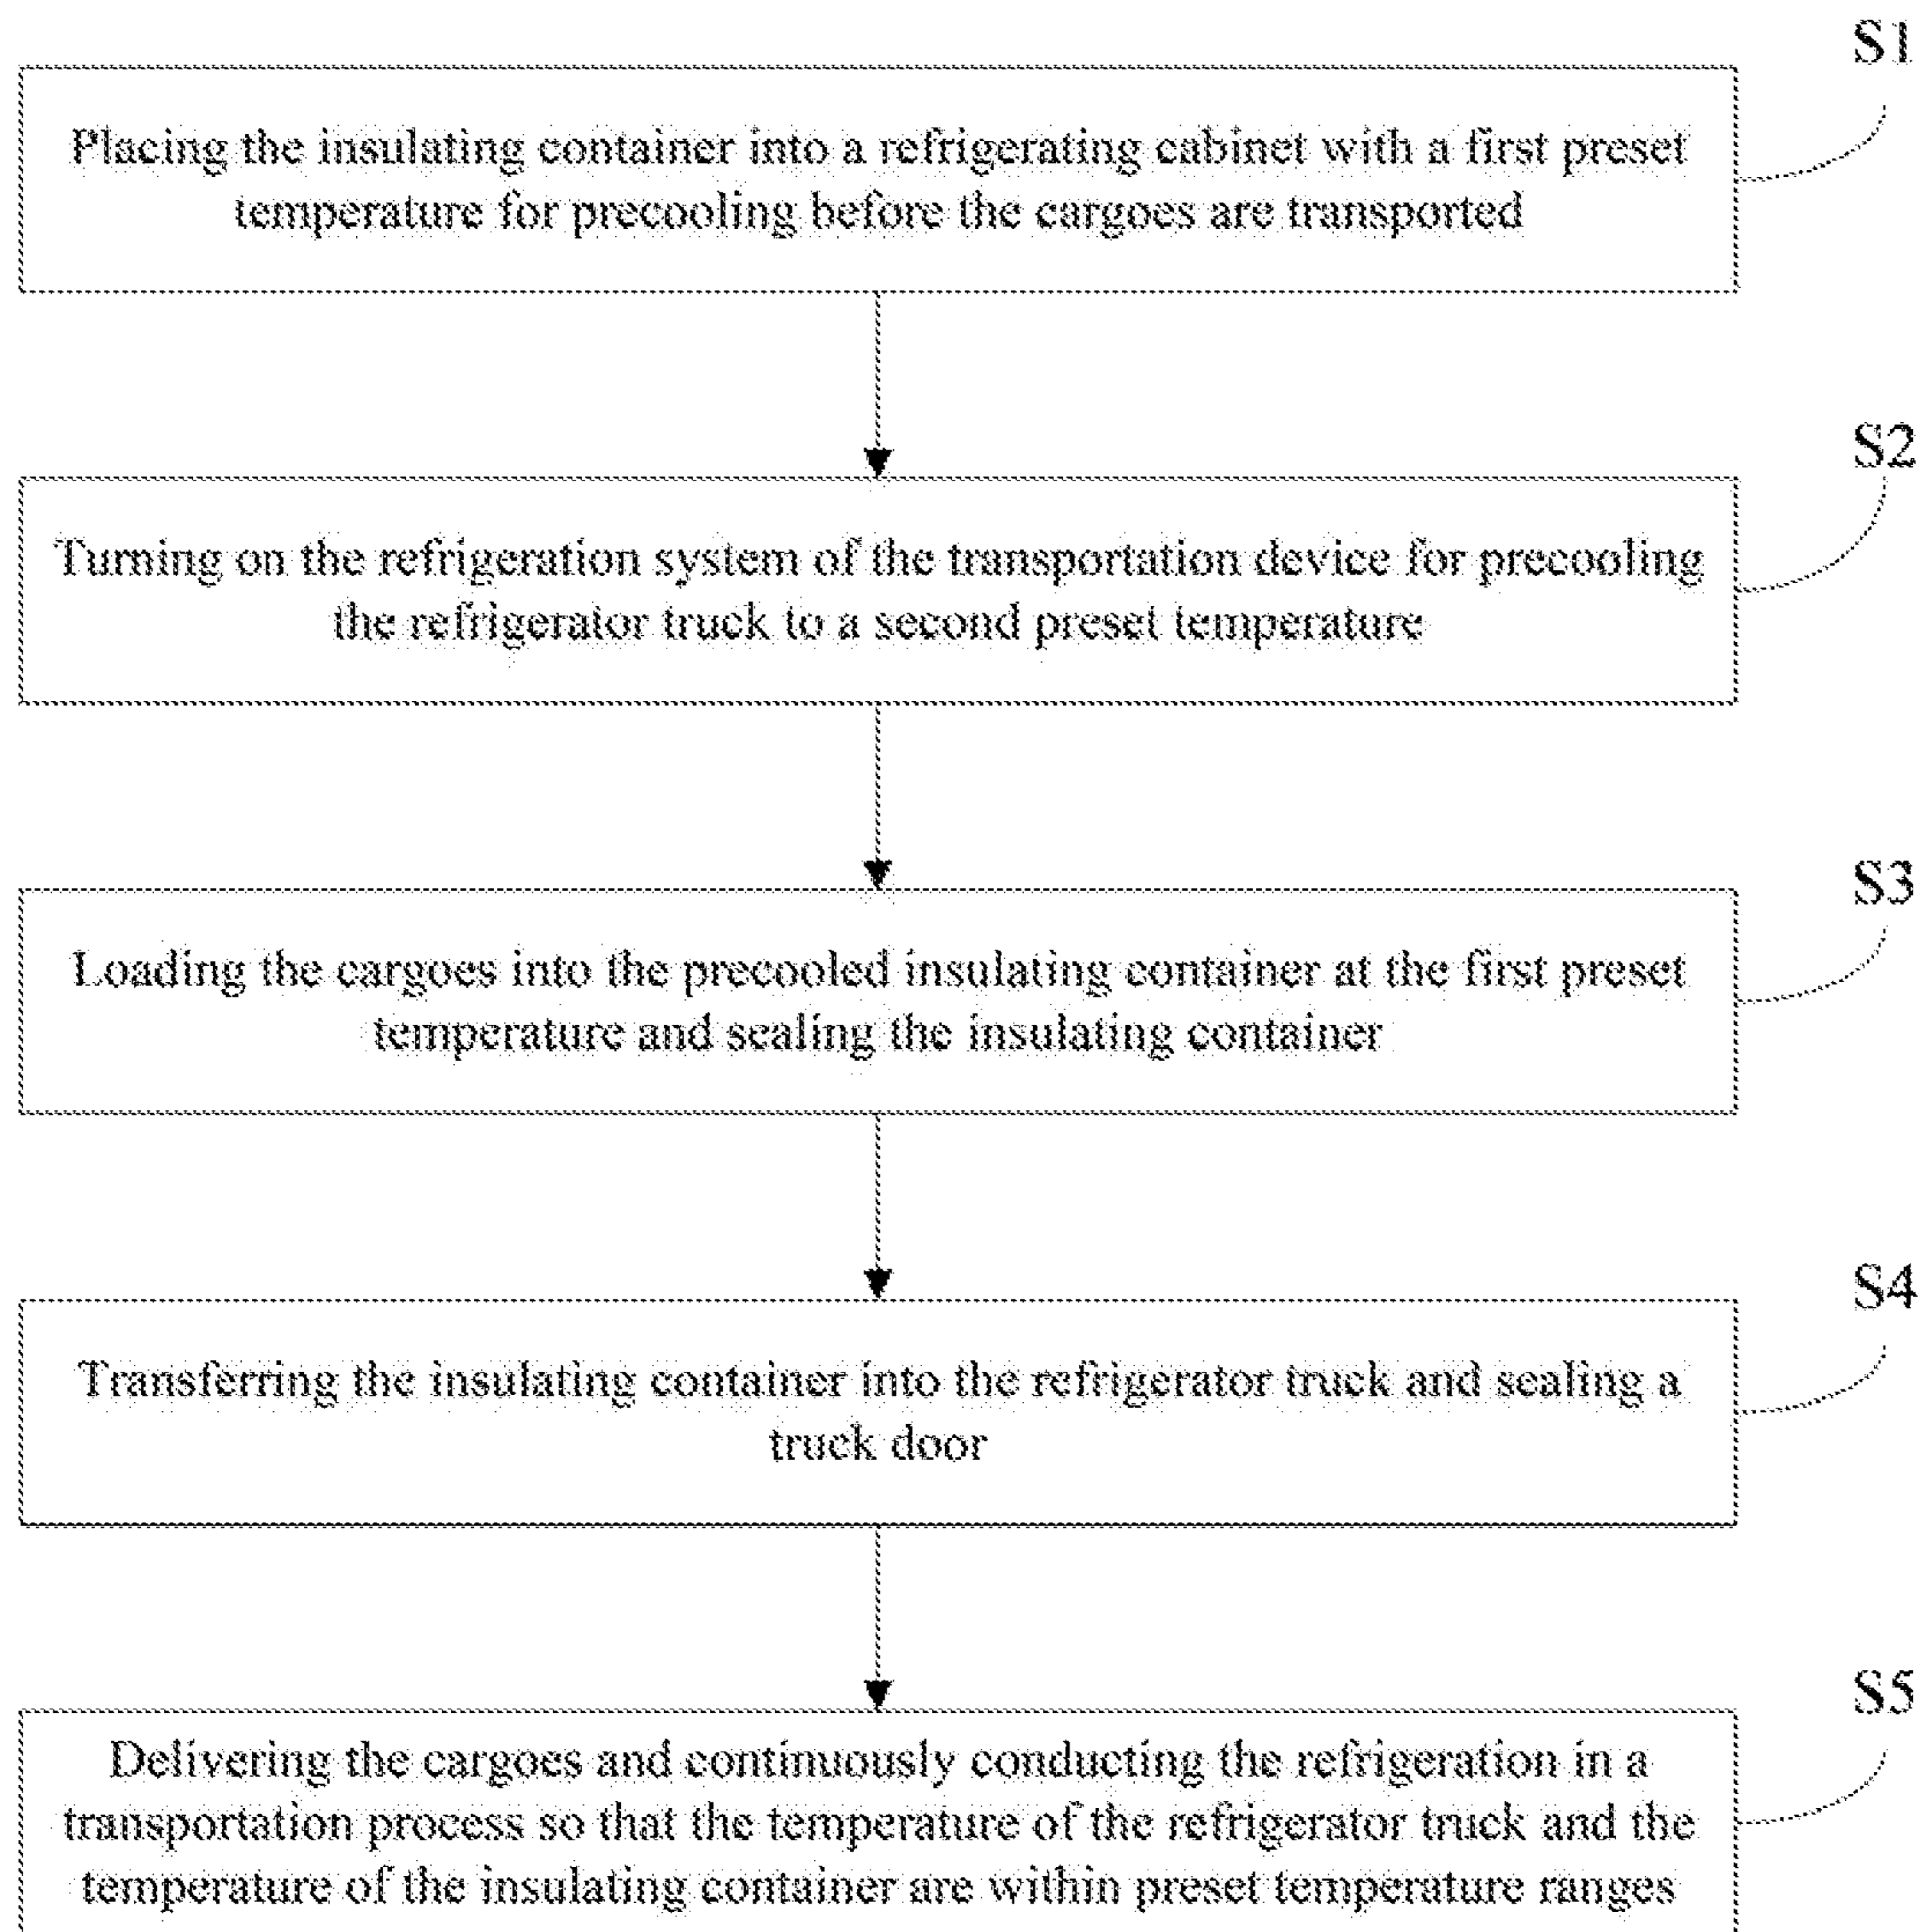 S1
Placing the insulating container into a refrigerating cabinet with a first preset
temperature for precooling before the cargoes are transported
S2
Turning on the refrigeration system of the transportation device for precooling
the refrigerator truck to a second preset temperature
S3
Loading the cargoes into the precooled insulating container at the first preset
temperature and sealing the insulating container
S4
Transferring the insulating container into the refrigerator truck and sealing a
truck door
S5
Delivering the cargoes and continuously conducting the refrigeration in a
transportation process so that the temperature of the refrigerator truck and the
temperature of the insulating container are within preset temperature ranges